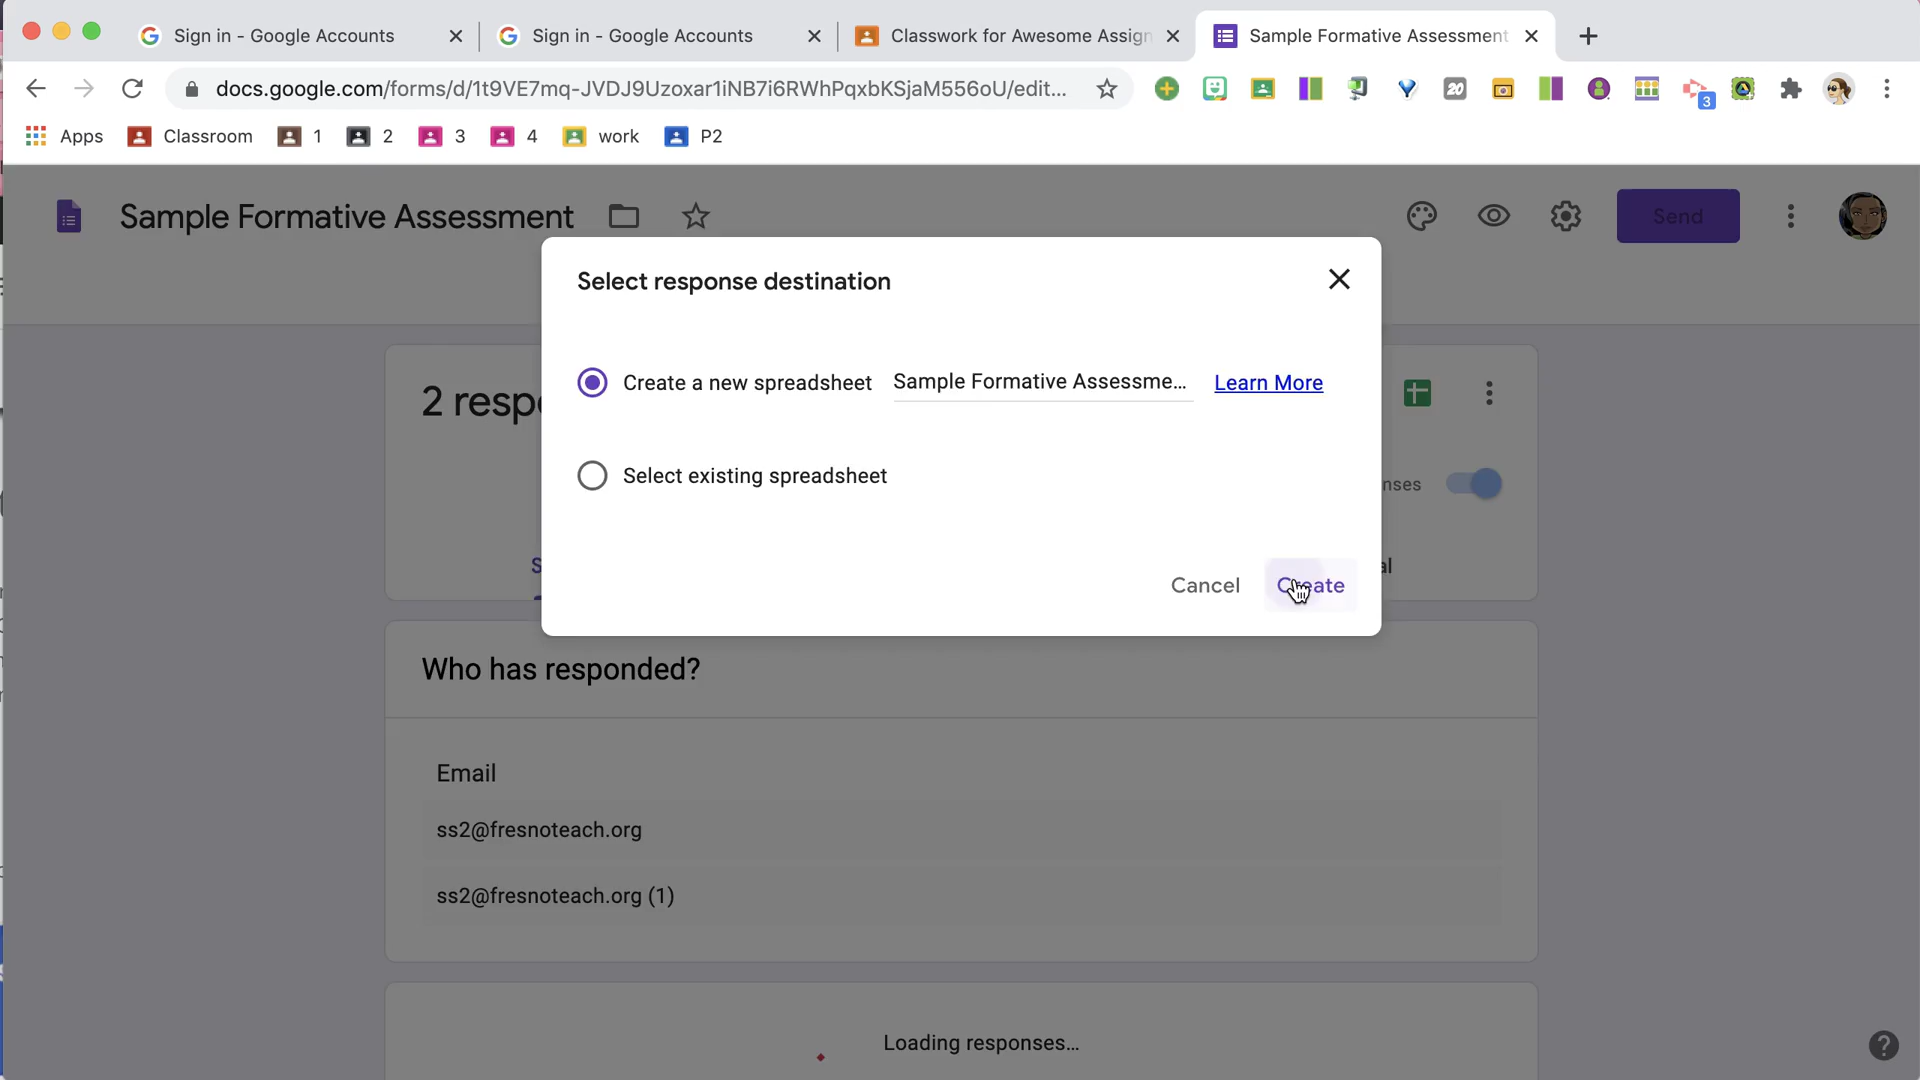 Sign in - Google Accounts
Sign in - Google Accounts
Classwork for Awesome Assign
Sample Formative Assessment
docs.google.com/forms/d/1t9VE7mq-JVDJ9Uzoxar1iNB7i6RWhPqxbKSjaM556oU/edit...
20
3
Apps
Classroom
1
2
3
4
work
P2
Sample Formative Assessment
Send
Select response destination
Create a new spreadsheet
Sample Formative Assessme...
Learn More
2 resp
Select existing spreadsheet
nses
S
al
Cancel
Create
Who has responded?
Email
ss2@fresnoteach.org
ss2@fresnoteach.org (1)
Loading responses...